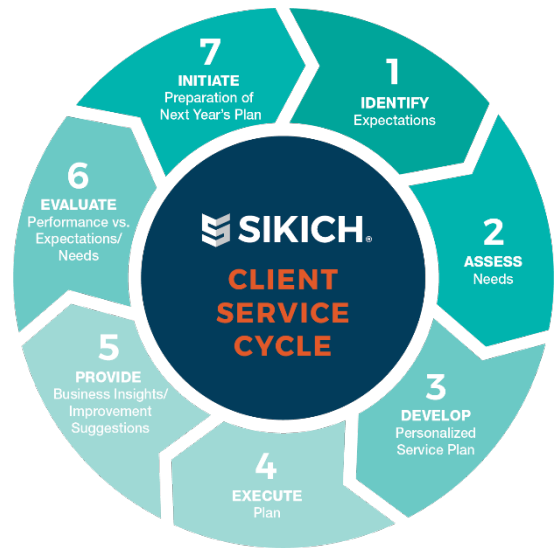 SIKICH®
CLIENT
SERVICE
CYCLE
1
IDENTIFY
Expectations
2
ASSESS
Needs
3
DEVELOP
Personalized
Service Plan
4
EXECUTE
Plan
5
PROVIDE
Business Insights/
Improvement
Suggestions
6
EVALUATE
Performance vs.
Expectations/
Needs
7
INITIATE
Preparation of
Next Year's Plan